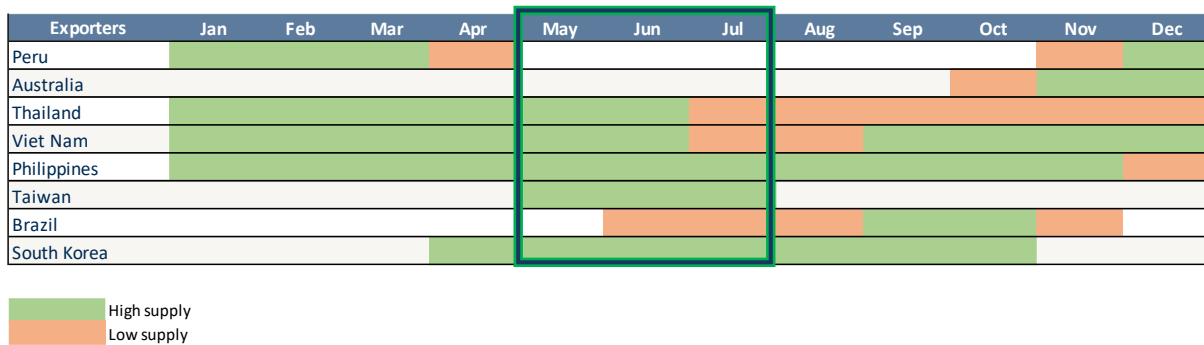 Exporters Jan Feb Mar Apr May Jun Jul Aug Sep Oct Nov Dec
Peru
Australia
Thailand
Viet Nam
Philippines
Taiwan
Brazil
South Korea
High supply
Low supply